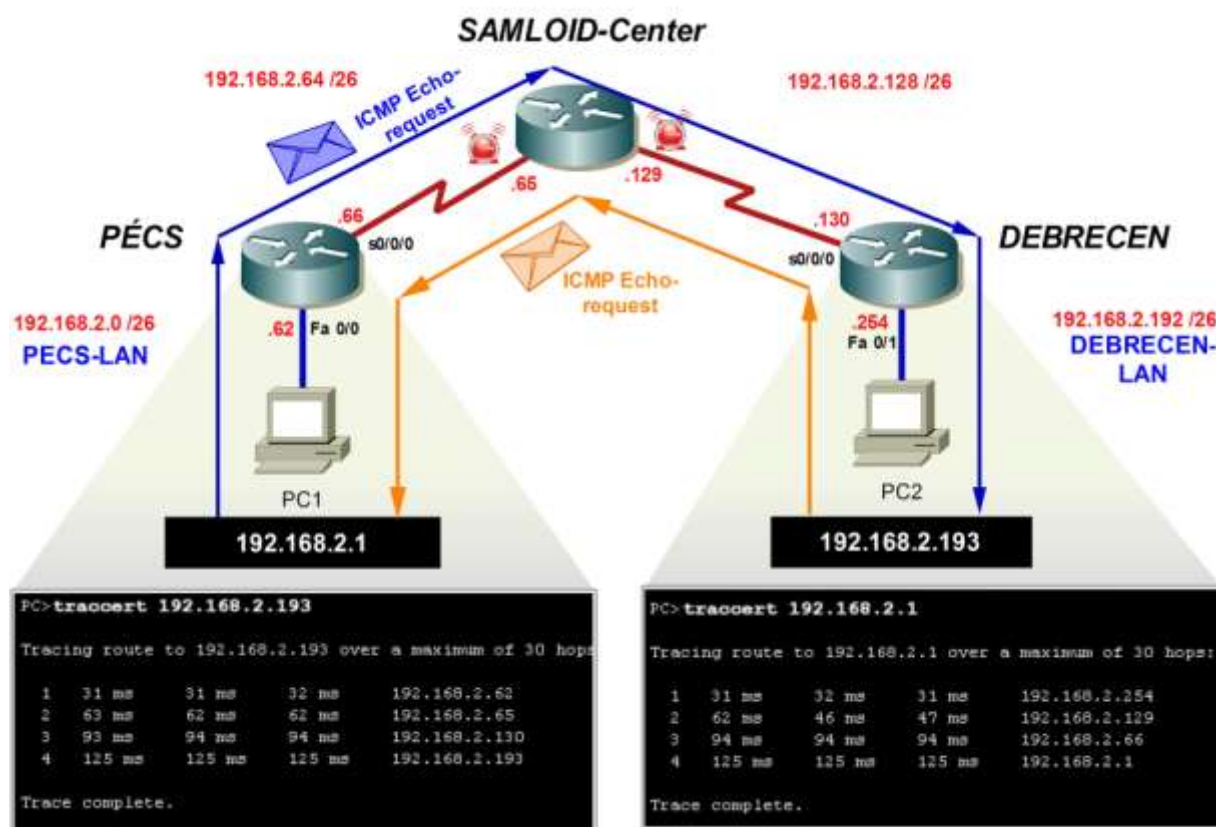 SAMLOID-Center
192.168.2.64 /26
192.168.2.128 /26
ICMP Echo-
request
.65
.129
.66
.130
PÉCS
s0/0/0
DEBRECEN
s0/0/0
ICMP Echo-
request
192.168.2.0 /26
PECS-LAN
.62
Fa 0/0
.254
Fa 0/1
192.168.2.192 /26
DEBRECEN-
LAN
PC1
PC2
192.168.2.1
192.168.2.193
PC>tracert 192.168.2.193
Tracing route to 192.168.2.193 over a maximum of 30 hops
1 31 ms 31 ms 32 ms 192.168.2.62
2 63 ms 62 ms 62 ms 192.168.2.65
3 93 ms 94 ms 94 ms 192.168.2.130
4 125 ms 125 ms 125 ms 192.168.2.193
Trace complete.
PC>tracert 192.168.2.1
Tracing route to 192.168.2.1 over a maximum of 30 hops:
1 31 ms 32 ms 31 ms 192.168.2.254
2 62 ms 46 ms 47 ms 192.168.2.129
3 94 ms 94 ms 94 ms 192.168.2.66
4 125 ms 125 ms 125 ms 192.168.2.1
Trace complete.